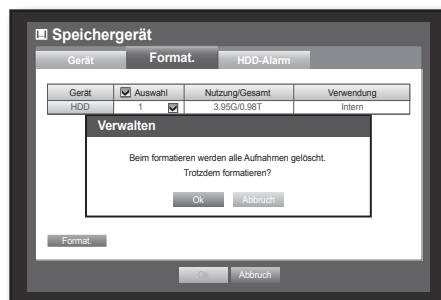 Speichergerät
Gerät Format. HDD-Alarm
Gerät Auswahl Nutzung/Gesamt Verwendung
HDD 1 3.95G/0.98T Intern
Verwalten
Beim formatieren werden alle Aufnahmen gelöscht.
Trotzdem formatieren?
Ok Abbruch
Format.
Ok Abbruch